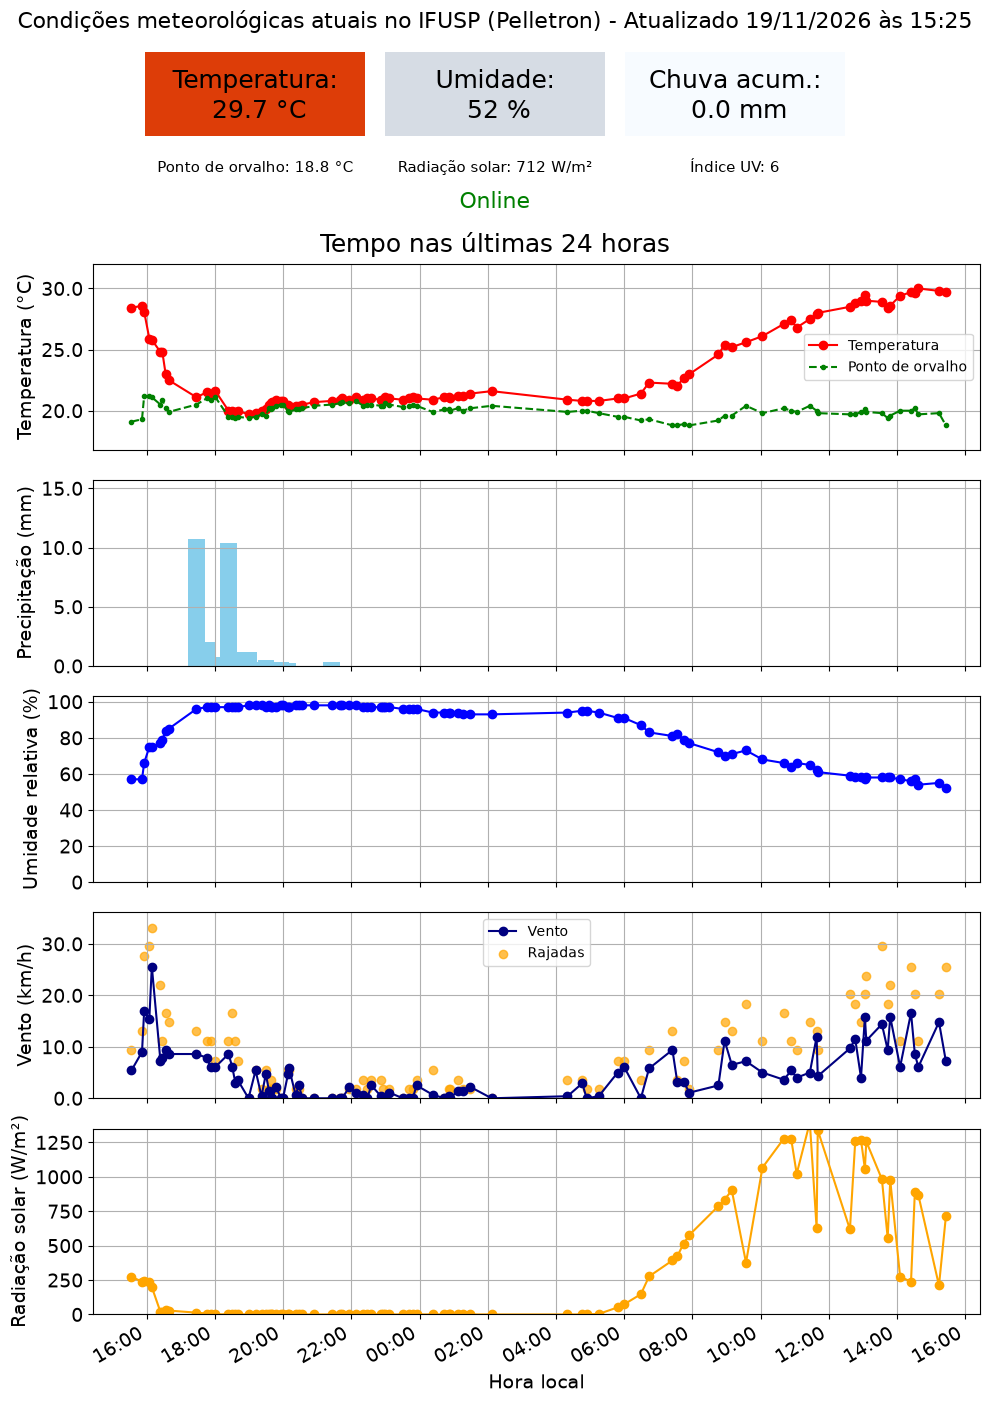 Condições meteorológicas atuais no IFUSP (Pelletron) - Atualizado 19/11/2026 às 15:25
Temperatura:
29.7 °C
Umidade:
52 %
Chuva acum.:
0.0 mm
Ponto de orvalho: 18.8 °C
Radiação solar: 712 W/m²
Índice UV: 6
Online
Tempo nas últimas 24 horas
Temperatura (°C)
30.0
25.0
20.0
Temperatura
Ponto de orvalho
Precipitação (mm)
15.0
10.0
5.0
0.0
Umidade relativa (%)
100
80
60
40
20
0
Vento (km/h)
30.0
20.0
10.0
0.0
Vento
Rajadas
Radiação solar (W/m²)
1250
1000
750
500
250
0
16:00
18:00
20:00
22:00
00:00
02:00
04:00
06:00
08:00
10:00
12:00
14:00
16:00
Hora local